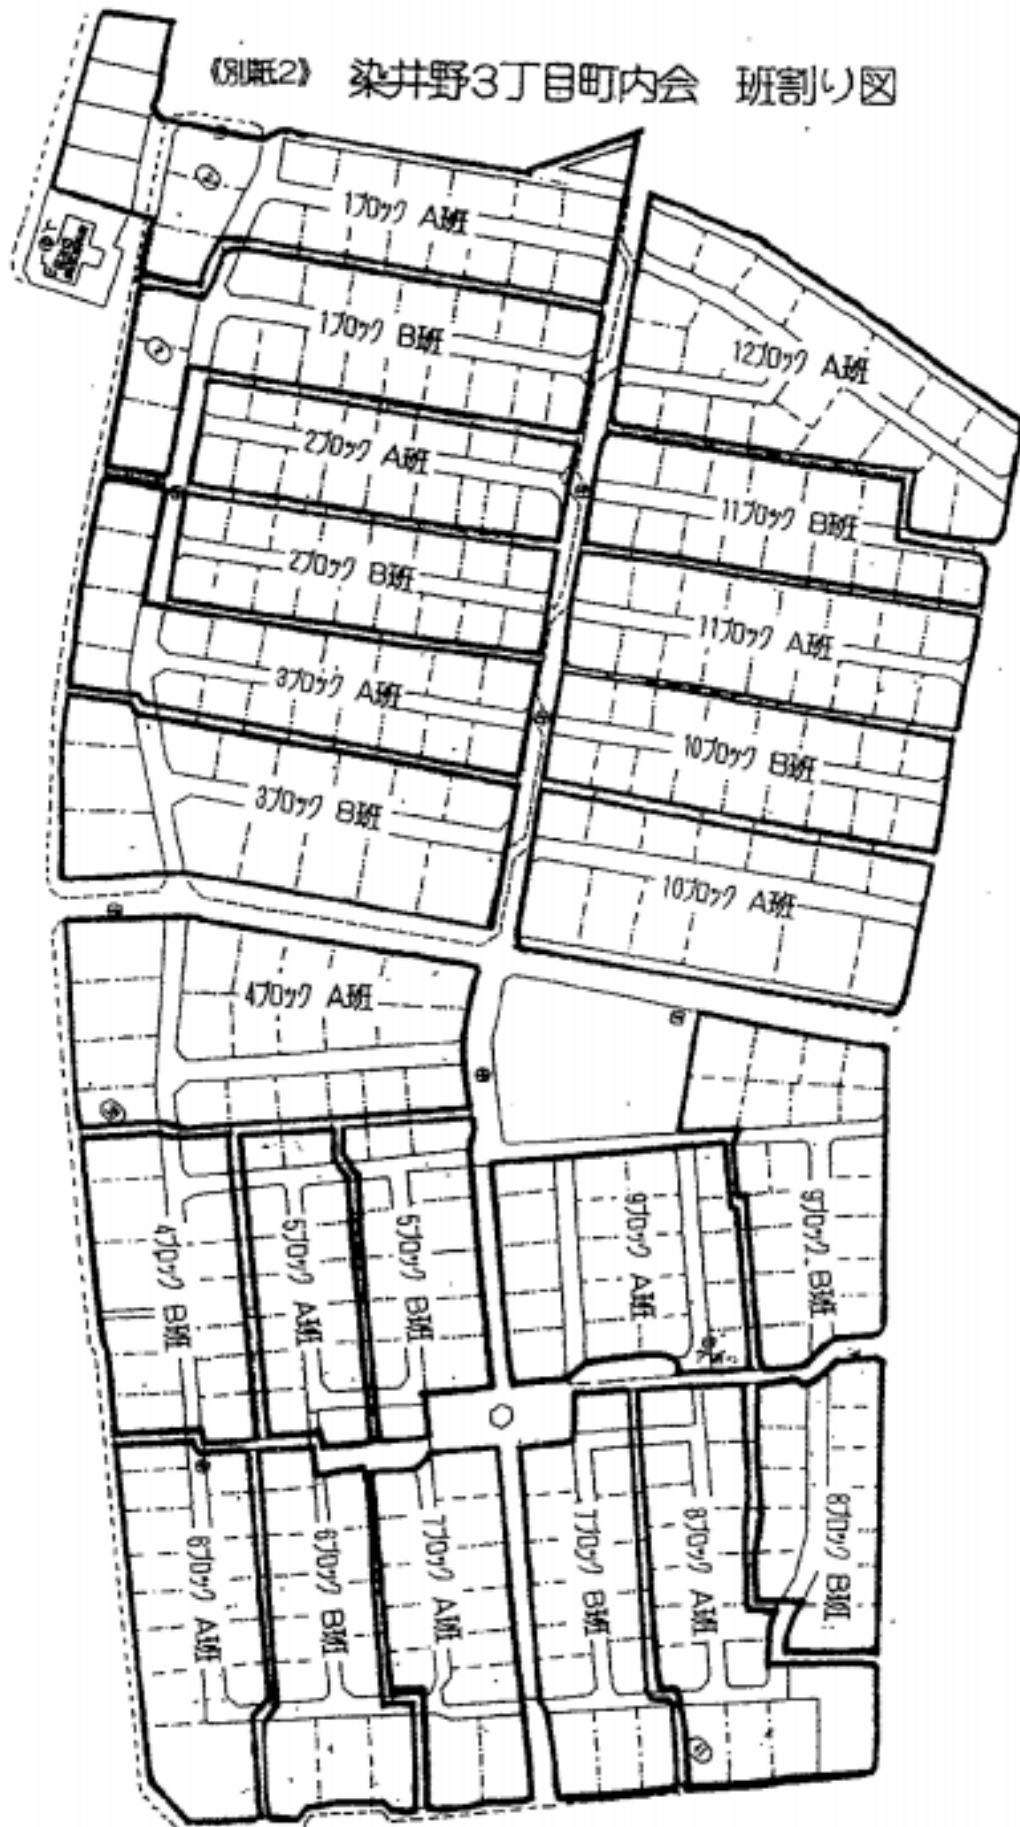 《別紙2》 染井野3丁目町内会 班割り図
1ブロック A班
1ブロック B班
12ブロック A班
2ブロック A班
11ブロック B班
2ブロック B班
11ブロック A班
3ブロック A班
10ブロック B班
3ブロック B班
10ブロック A班
4ブロック A班
4ブロック B班
5ブロック A班
5ブロック B班
9ブロック A班
9ブロック B班
6ブロック A班
6ブロック B班
7ブロック A班
7ブロック B班
8ブロック A班
8ブロック B班